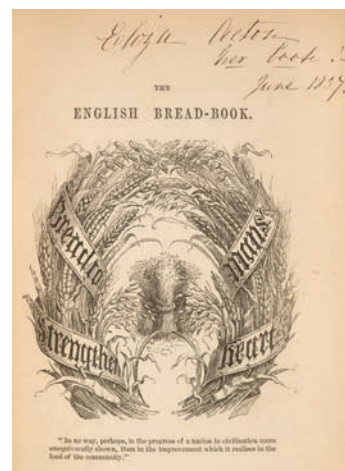 Eliza Acton
her book!
June 1857.
THE
ENGLISH BREAD-BOOK.
Bread to
Mans
Strengthen
heart
"In no way, perhaps, is the progress of a nation in civilisation more
unequivocally shown, than in the improvement which it realises in the
food of the community."